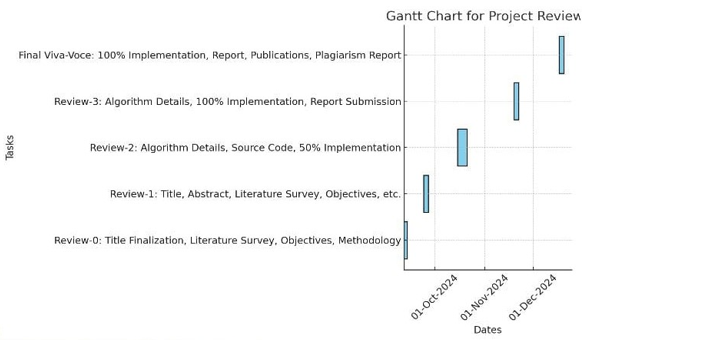 Gantt Chart for Project Review
Final Viva-Voce: 100% Implementation, Report, Publications, Plagiarism Report
Review-3: Algorithm Details, 100% Implementation, Report Submission
Review-2: Algorithm Details, Source Code, 50% Implementation
Review-1: Title, Abstract, Literature Survey, Objectives, etc.
Review-0: Title Finalization, Literature Survey, Objectives, Methodology
Tasks
01-Oct-2024
01-Nov-2024
01-Dec-2024
Dates